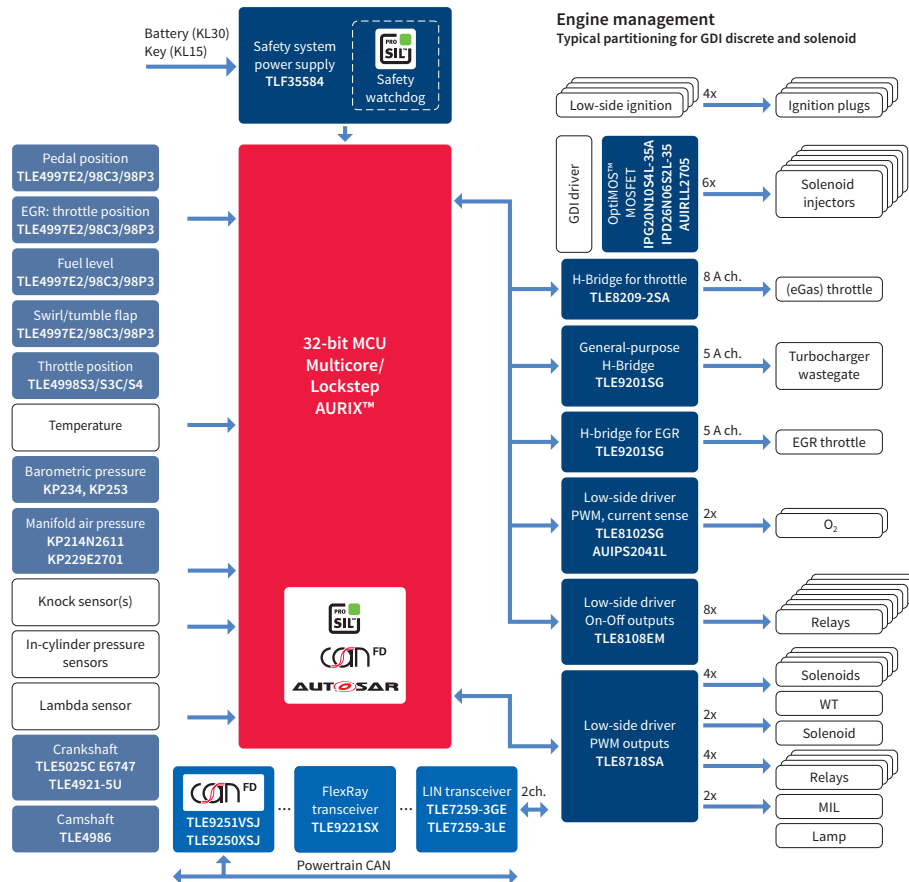 Engine management
Typical partitioning for GDI discrete and solenoid
Battery (KL30)
Key (KL15)
Safety system
power supply
TLF35584
PRO
SIL
Safety
watchdog
Pedal position
TLE4997E2/98C3/98P3
EGR: throttle position
TLE4997E2/98C3/98P3
Fuel level
TLE4997E2/98C3/98P3
Swirl/tumble flap
TLE4997E2/98C3/98P3
Throttle position
TLE4998S3/S3C/S4
Temperature
Barometric pressure
KP234, KP253
Manifold air pressure
KP214N2611
KP229E2701
Knock sensor(s)
In-cylinder pressure
sensors
Lambda sensor
Crankshaft
TLE5025C E6747
TLE4921-5U
Camshaft
TLE4986
32-bit MCU
Multicore/
Lockstep
AURIX™
PRO
SIL
CAN FD
AUTOSAR
CAN FD
TLE9251VSJ
TLE9250XSJ
...
FlexRay
transceiver
TLE9221SX
...
LIN transceiver
TLE7259-3GE
TLE7259-3LE
2ch.
Powertrain CAN
Low-side ignition
4x
Ignition plugs
GDI driver
OptiMOS™
MOSFET
IPG20N10S4L-35A
IPD26N06S2L-35
AUIRLL2705
6x
Solenoid
injectors
H-Bridge for throttle
TLE8209-2SA
8 A ch.
(eGas) throttle
General-purpose
H-Bridge
TLE9201SG
5 A ch.
Turbocharger
wastegate
H-bridge for EGR
TLE9201SG
5 A ch.
EGR throttle
Low-side driver
PWM, current sense
TLE8102SG
AUIPS2041L
2x
O₂
Low-side driver
On-Off outputs
TLE8108EM
8x
Relays
Low-side driver
PWM outputs
TLE8718SA
4x
Solenoids
WT
2x
Solenoid
4x
Relays
2x
MIL
Lamp